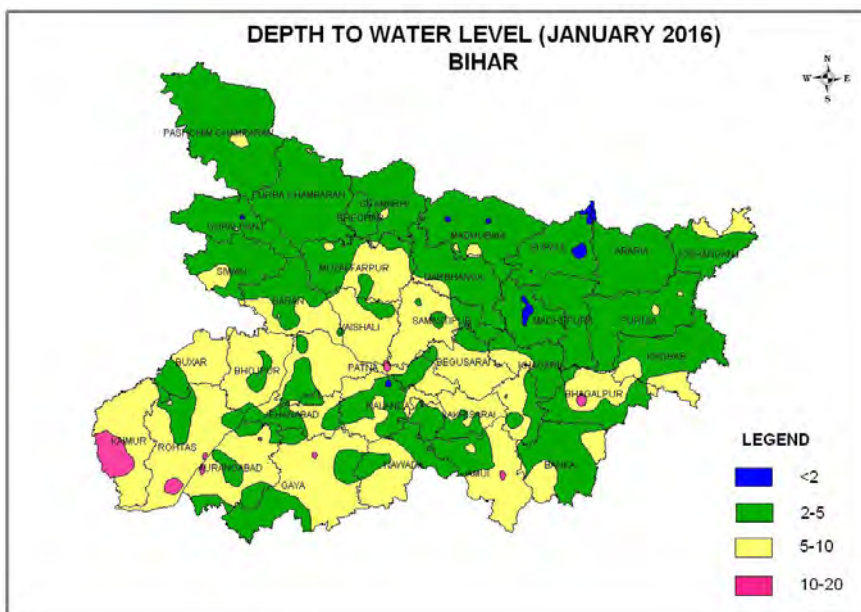 DEPTH TO WATER LEVEL (JANUARY 2016)
BIHAR
N
W E
S
PASHCHIM CHAMPARAN
PURBA CHAMPARAN
SITAMARHI
SHEOHAR
GOPALGANJ
MADHUBANI
SUPAUL
ARARIA
KISHANGANJ
SIWAN
MUZAFFARPUR
DARBHANGA
SARAN
VAISHALI
SAMASTIPUR
MADHEPURA
PURNIA
BUXAR
BHOJPUR
PATNA
BEGUSARAI
KHAGARIA
KATIHAR
BHAGALPUR
JEHANABAD
NALANDA
LAKHISARAI
KAIMUR
ROHTAS
AURANGABAD
GAYA
NAWADA
JAMUI
BANKA
LEGEND
<2
2-5
5-10
10-20